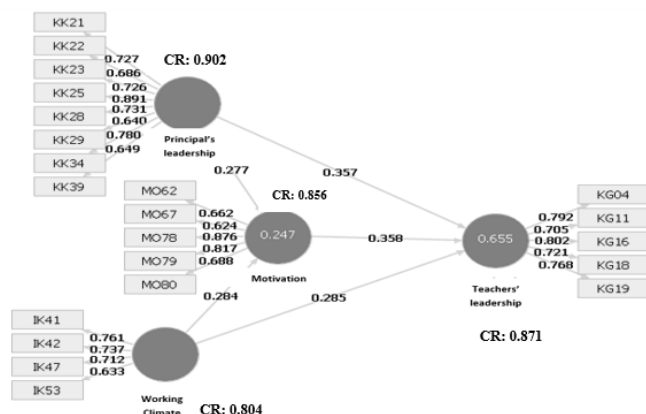 KK21
KK22
KK23
KK25
KK28
KK29
KK34
KK39
0.727
0.686
0.726
0.891
0.731
0.640
0.780
0.649
CR: 0.902
Principal's
leadership
0.277
0.357
MO62
MO67
MO78
MO79
MO80
0.662
0.624
0.876
0.817
0.688
CR: 0.856
0.247
Motivation
0.358
0.284
0.285
IK41
IK42
IK47
IK53
0.761
0.737
0.712
0.633
Working
Climate
CR: 0.804
0.655
Teachers'
leadership
CR: 0.871
0.792
0.705
0.802
0.721
0.768
KG04
KG11
KG16
KG18
KG19